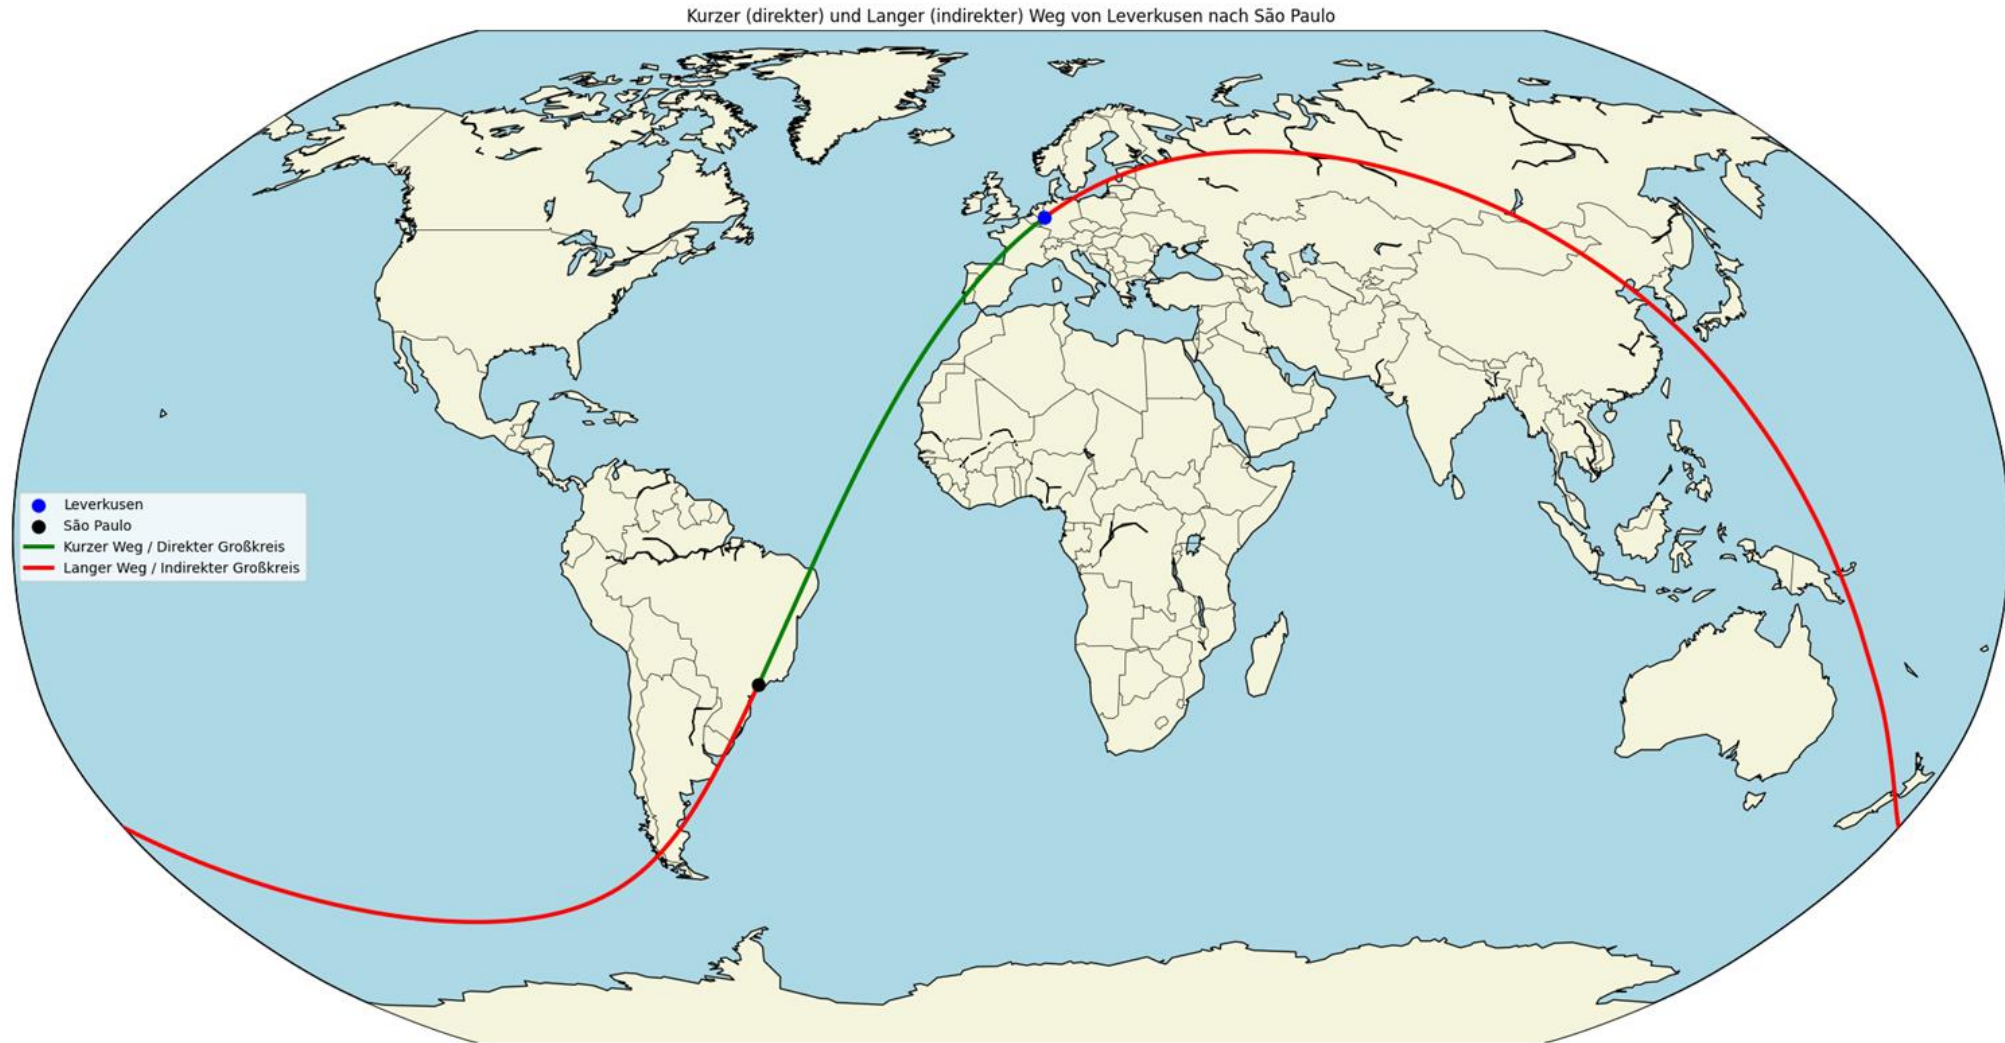 Kurzer (direkter) und Langer (indirekter) Weg von Leverkusen nach São Paulo
Leverkusen
São Paulo
Kurzer Weg / Direkter Großkreis
Langer Weg / Indirekter Großkreis